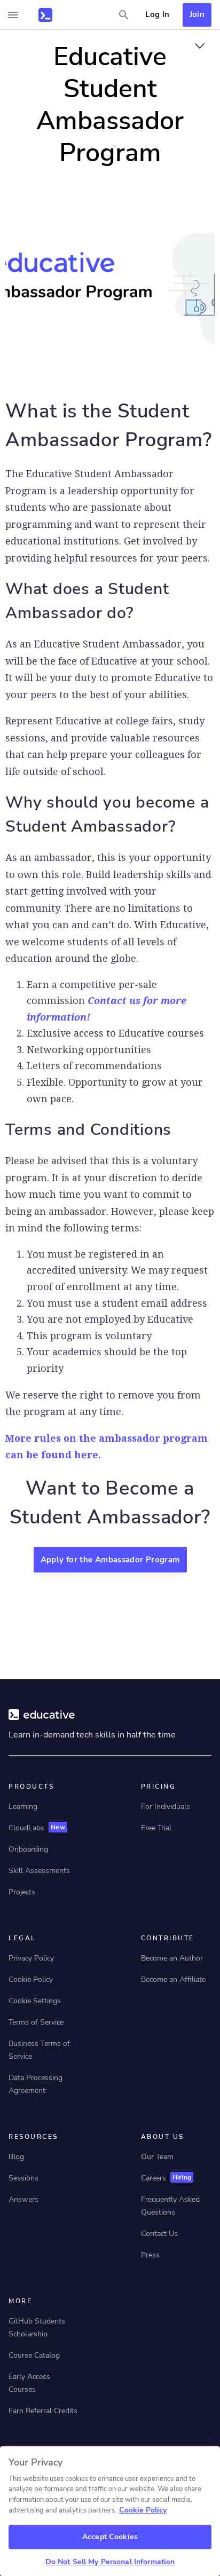 Log In
Join
Educative
Student
Ambassador
Program
ducative
mbassador Program
What is the Student
Ambassador Program?
The Educative Student Ambassador
Program is a leadership opportunity for
students who are passionate about
programming and want to represent their
educational institutions. Get involved by
providing helpful resources for your peers.
What does a Student
Ambassador do?
As an Educative Student Ambassador, you
will be the face of Educative at your school.
It will be your duty to promote Educative to
your peers to the best of your abilities.
Represent Educative at college fairs, study
sessions, and provide valuable resources
that can help prepare your colleagues for
life outside of school.
Why should you become a
Student Ambassador?
As an ambassador, this is your opportunity
to own this role. Build leadership skills and
start getting involved within your
community. There are no limitations to
what you can and can’t do. With Educative,
we welcome students of all levels of
education around the globe.
1. Earn a competitive per-sale
commission Contact us for more
information!
2. Exclusive access to Educative courses
3. Networking opportunities
4. Letters of recommendations
5. Flexible. Opportunity to grow at your
own pace.
Terms and Conditions
Please be advised that this is a voluntary
program. It is at your discretion to decide
how much time you want to commit to
being an ambassador. However, please keep
in mind the following terms:
1. You must be registered in an
accredited university. We may request
proof of enrollment at any time.
2. You must use a student email address
3. You are not employed by Educative
4. This program is voluntary
5. Your academics should be the top
priority
We reserve the right to remove you from
the program at any time.
More rules on the ambassador program
can be found here.
Want to Become a
Student Ambassador?
Apply for the Ambassador Program
educative
Learn in-demand tech skills in half the time
PRODUCTS
Learning
CloudLabs New
Onboarding
Skill Assessments
Projects
PRICING
For Individuals
Free Trial
LEGAL
Privacy Policy
Cookie Policy
Cookie Settings
Terms of Service
Business Terms of
Service
Data Processing
Agreement
CONTRIBUTE
Become an Author
Become an Affiliate
RESOURCES
Blog
Sessions
Answers
ABOUT US
Our Team
Careers Hiring
Frequently Asked
Questions
Contact Us
Press
MORE
GitHub Students
Scholarship
Course Catalog
Early Access
Courses
Earn Referral Credits
Your Privacy
This website uses cookies to enhance user experience and to
analyze performance and traffic on our website. We also share
information about your use of our site with our social media,
advertising and analytics partners. Cookie Policy
Accept Cookies
Do Not Sell My Personal Information